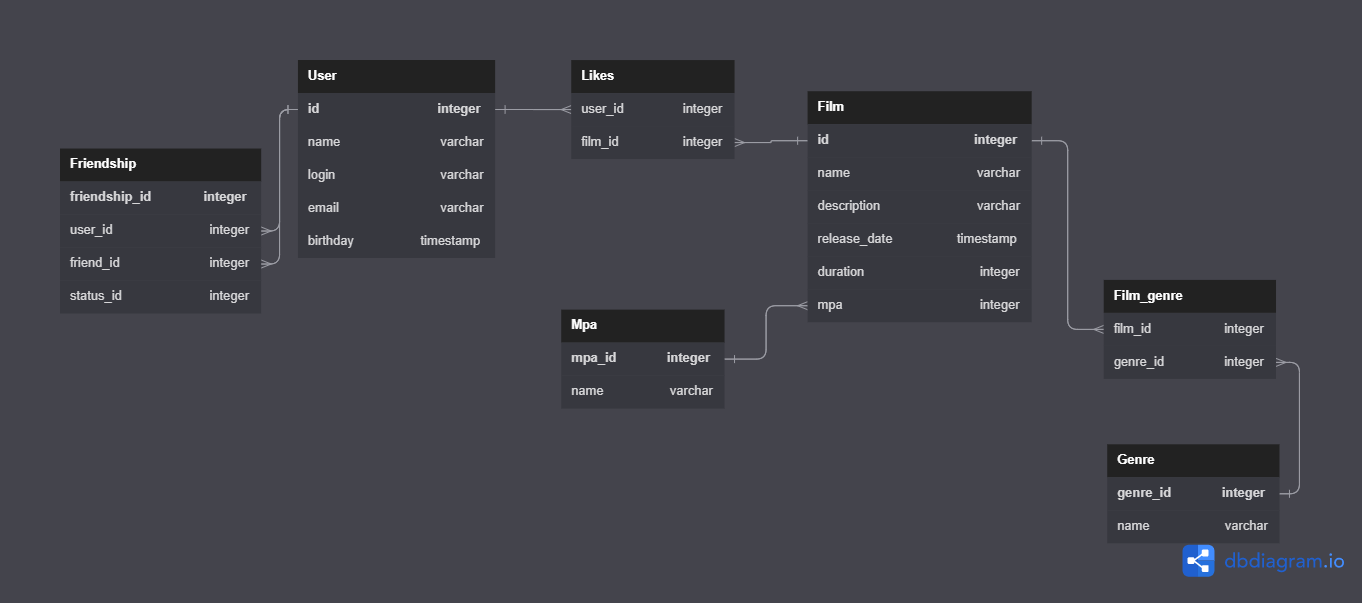 User
id integer
name varchar
login varchar
email varchar
birthday timestamp
Likes
user_id integer
film_id integer
Film
id integer
name varchar
description varchar
release_date timestamp
duration integer
mpa integer
Friendship
friendship_id integer
user_id integer
friend_id integer
status_id integer
Mpa
mpa_id integer
name varchar
Film_genre
film_id integer
genre_id integer
Genre
genre_id integer
name varchar
dbdiagram.io